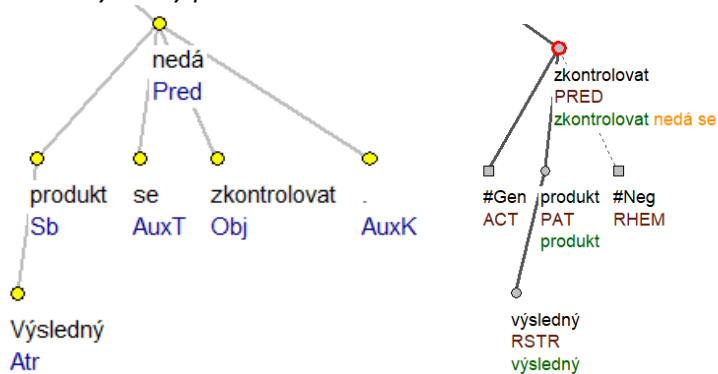 nedá
Pred
produkt se zkontrolovat .
Sb AuxT Obj AuxK
Výsledný
Atr
zkontrolovat
PRED
zkontrolovat nedá se
#Gen produkt #Neg
ACT PAT RHEM
produkt
výsledný
RSTR
výsledný